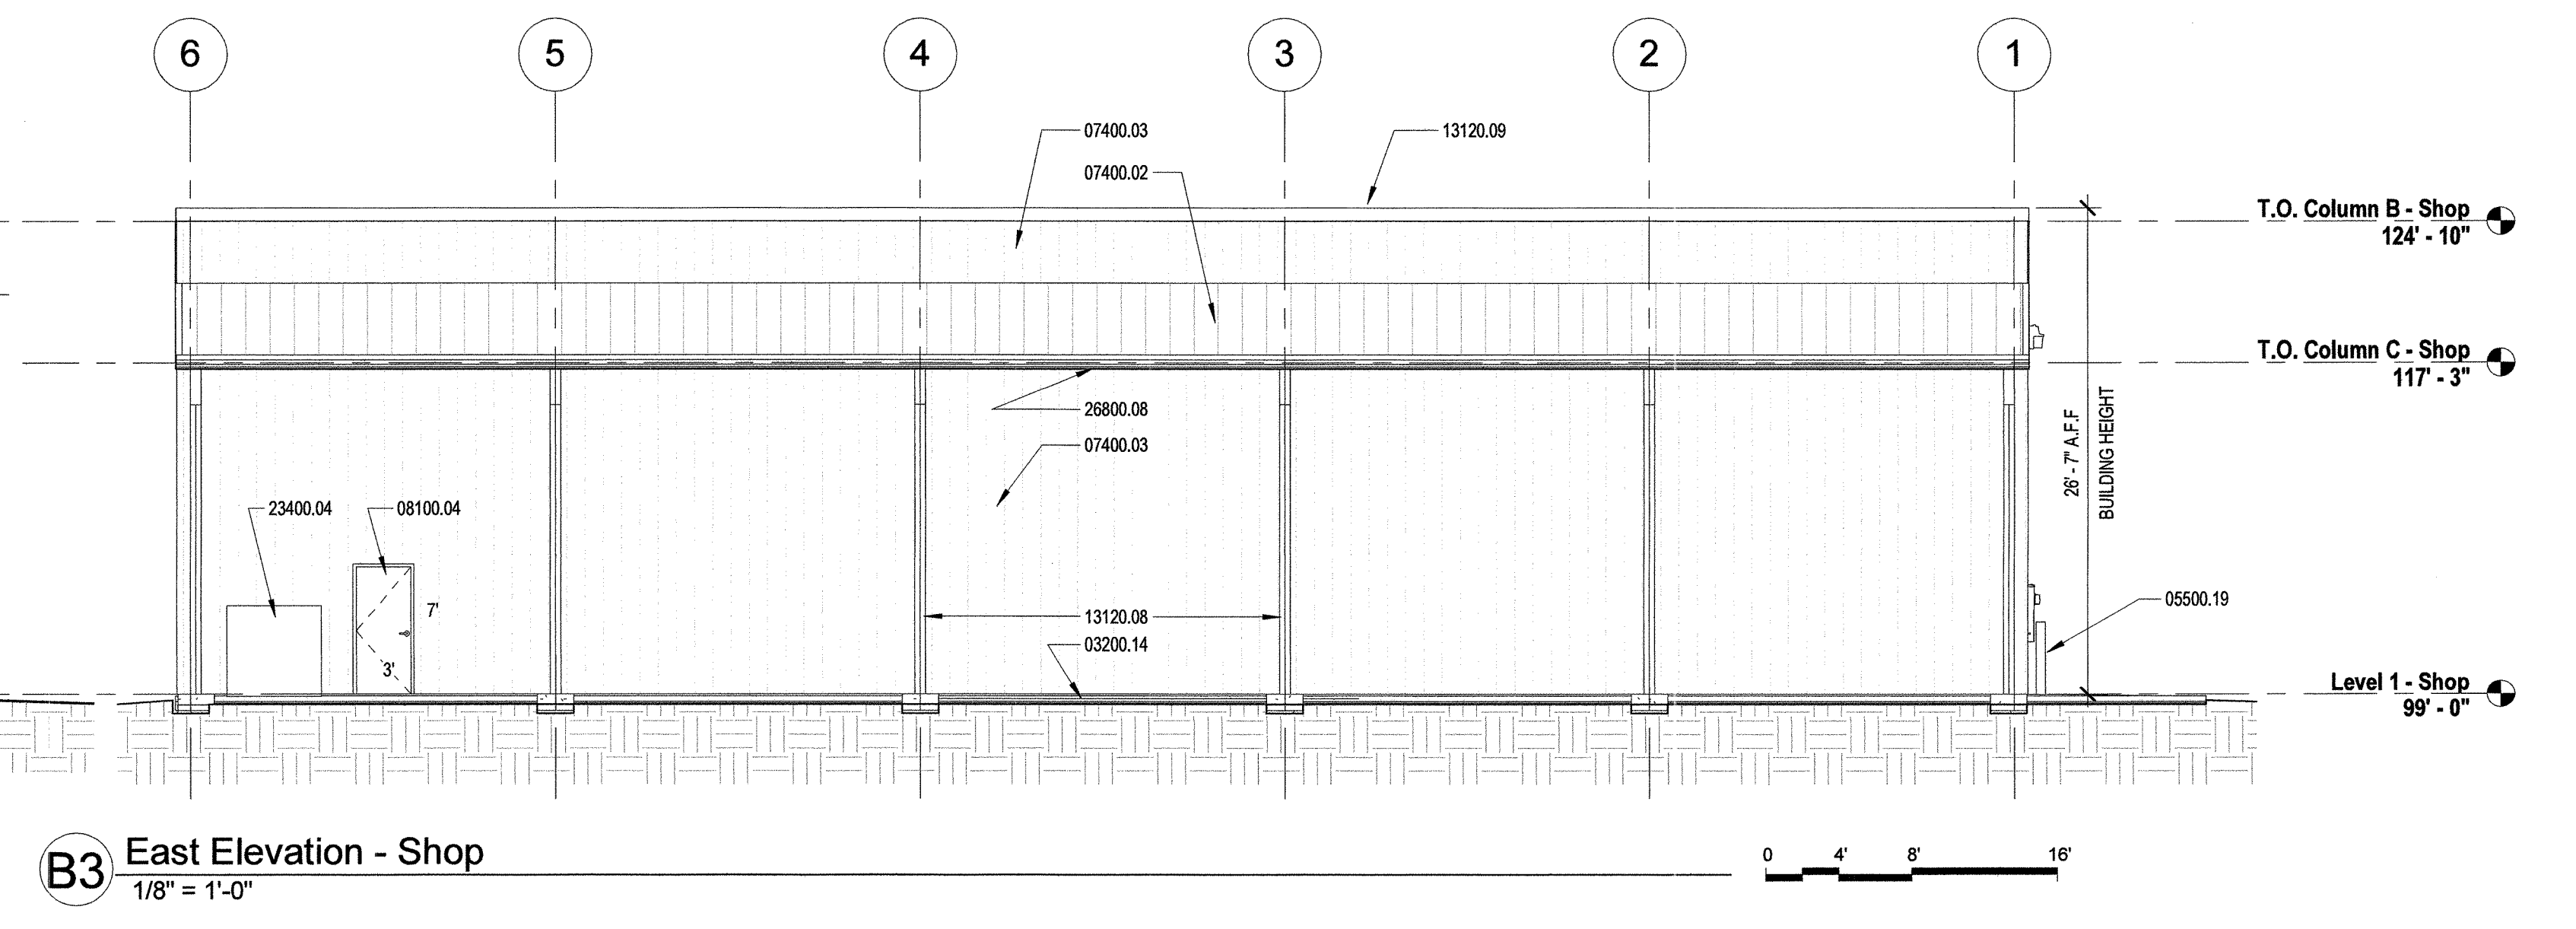 6
5
4
3
2
1
07400.03
13120.09
07400.02
T.O. Column B - Shop
124' - 10"
T.O. Column C - Shop
117' - 3"
26800.08
07400.03
26' - 7" A.F.F
BUILDING HEIGHT
23400.04
08100.04
7'
3'
13120.08
03200.14
05500.19
Level 1 - Shop
99' - 0"
B3
East Elevation - Shop
1/8" = 1'-0"
0
4'
8'
16'